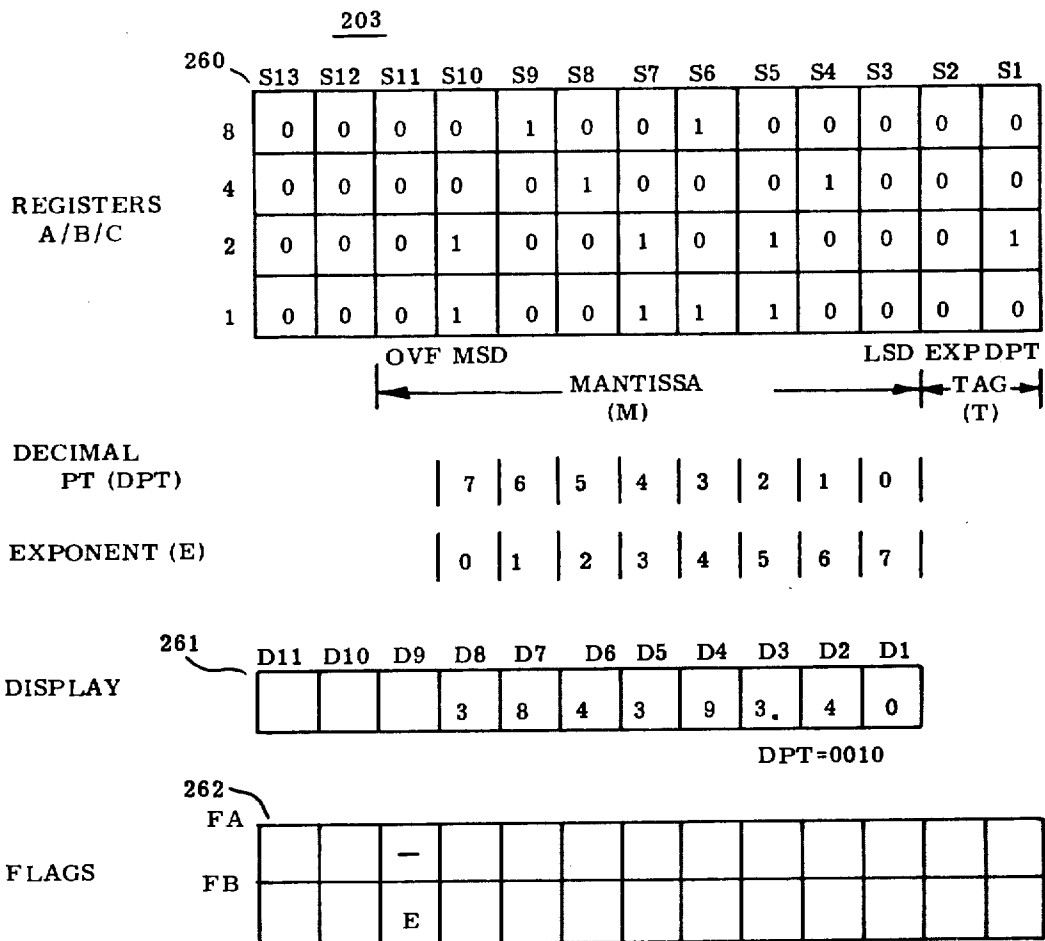 203
260 S13 S12 S11 S10 S9 S8 S7 S6 S5 S4 S3 S2 S1
8 0 0 0 0 1 0 0 1 0 0 0 0 0
REGISTERS
A/B/C
4 0 0 0 0 0 1 0 0 0 1 0 0 0
2 0 0 0 1 0 0 1 0 1 0 0 0 1
1 0 0 0 1 0 0 1 1 1 0 0 0 0
OVF MSD LSD EXP DPT
MANTISSA
(M)
TAG
(T)
DECIMAL
PT (DPT)
7 6 5 4 3 2 1 0
EXPONENT (E)
0 1 2 3 4 5 6 7
261 D11 D10 D9 D8 D7 D6 D5 D4 D3 D2 D1
DISPLAY
3 8 4 3 9 3. 4 0
DPT=0010
262
FA −
FLAGS
FB E